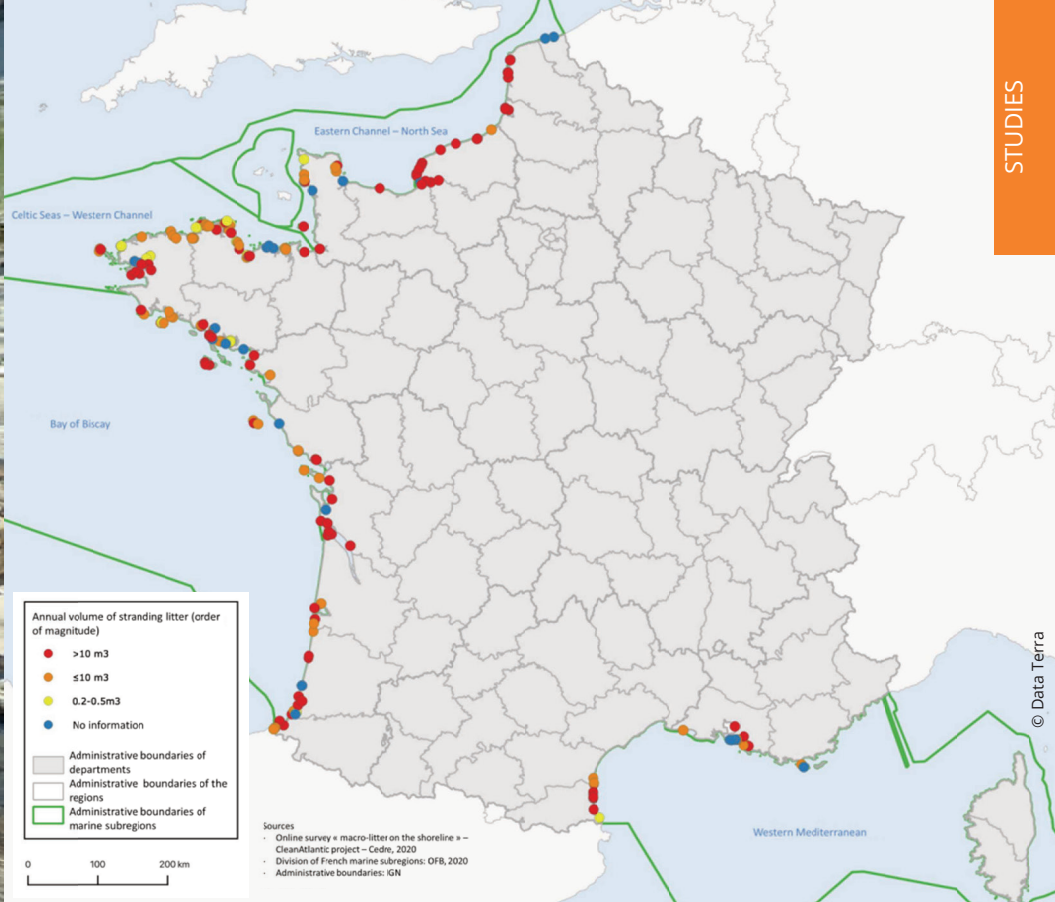 STUDIES
Eastern Channel – North Sea
Celtic Seas – Western Channel
Bay of Biscay
Western Mediterranean
Annual volume of stranding litter (order
of magnitude)
>10 m3
≤10 m3
0.2-0.5m3
No information
Administrative boundaries of
departments
Administrative boundaries of the
regions
Administrative boundaries of
marine subregions
0 100 200 km
Sources
· Online survey « macro-litter on the shoreline » –
CleanAtlantic project – Cedre, 2020
· Division of French marine subregions: OFB, 2020
· Administrative boundaries: IGN
© Data Terra